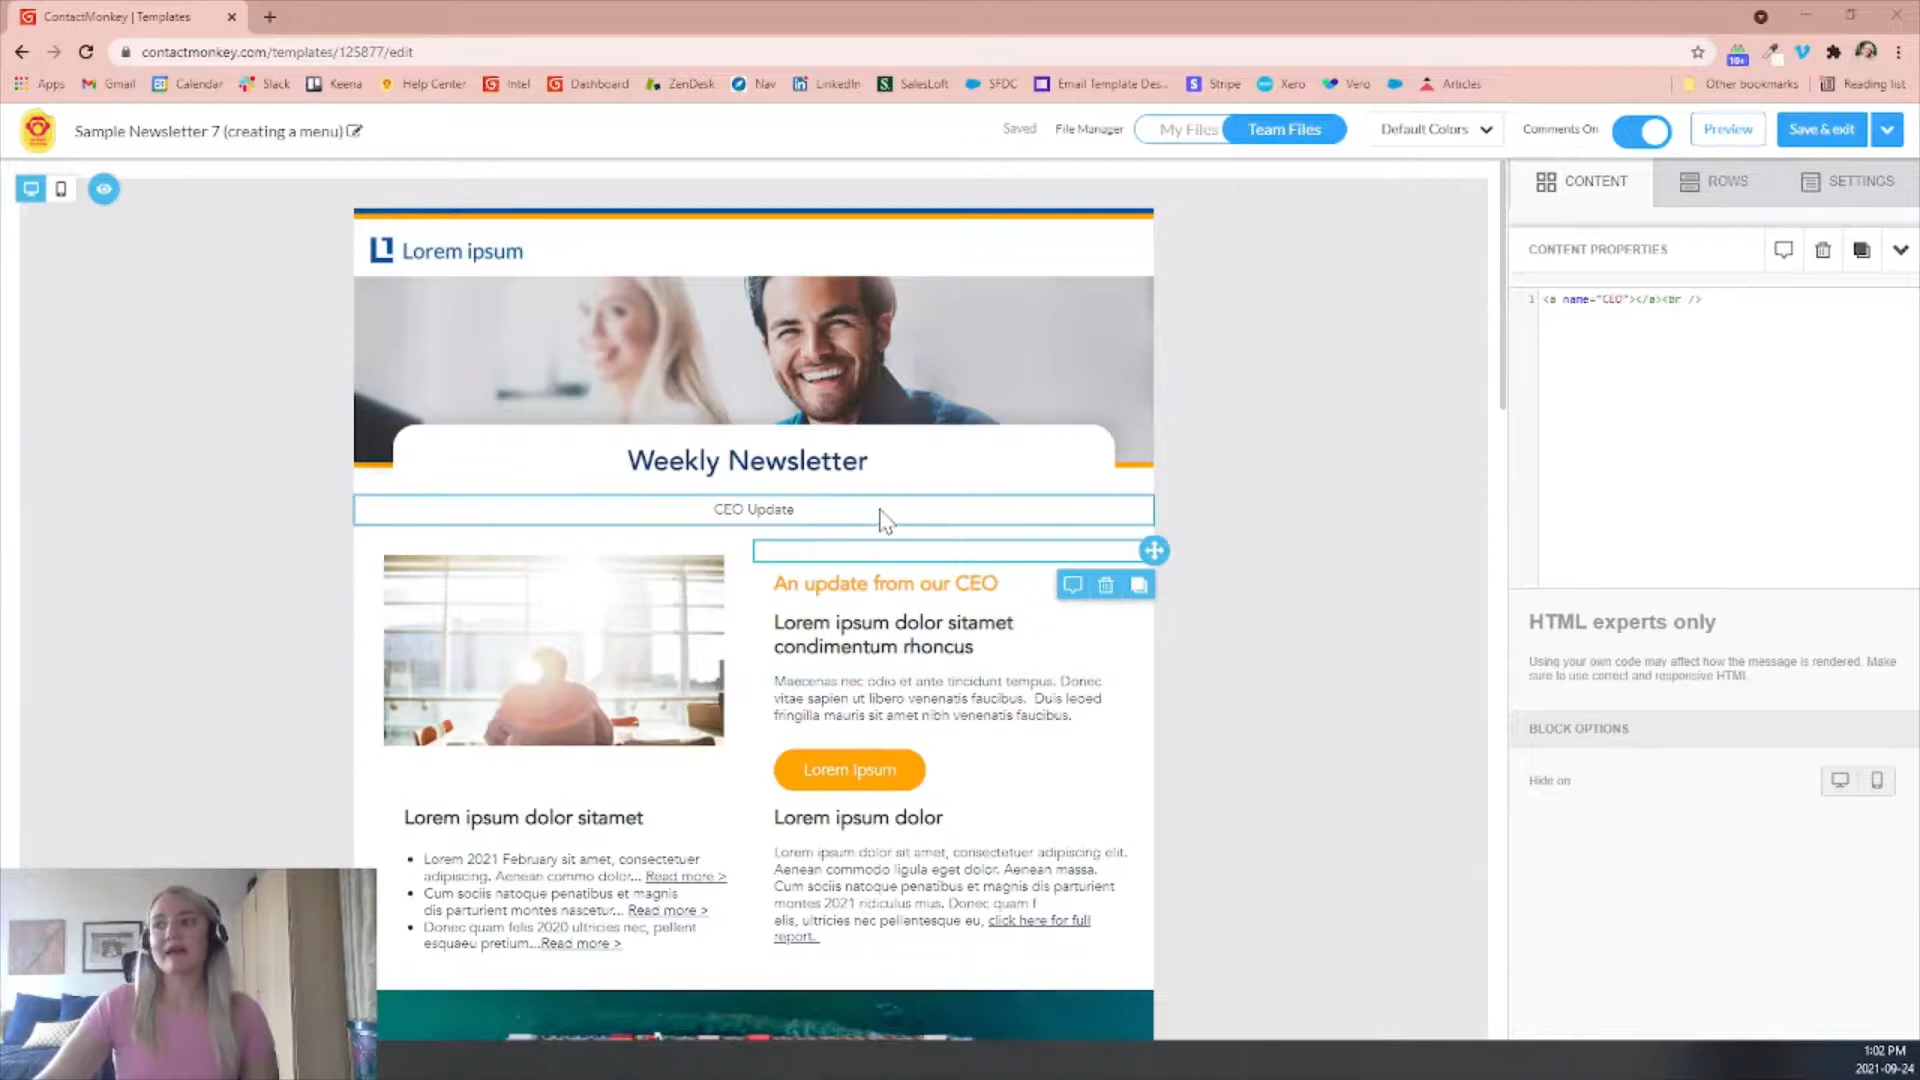 ContactMonkey | Templates
contactmonkey.com/templates/125877/edit
Apps Gmail Calendar Slack Keena Help Center Intel Dashboard ZenDesk Nav LinkedIn SalesLoft SFDC Email Template Des... Stripe Xero Vero Articles Other bookmarks Reading list
10+
Sample Newsletter 7 (creating a menu)
Saved File Manager My Files Team Files Default Colors Comments On Preview Save & exit
CONTENT ROWS SETTINGS
Lorem ipsum
CONTENT PROPERTIES
1 <a name="CEO"></a><br />
Weekly Newsletter
CEO Update
An update from our CEO
Lorem ipsum dolor sitamet
condimentum rhoncus
Maecenas nec odio et ante tincidunt tempus. Donec
vitae sapien ut libero venenatis faucibus. Duis leoed
fringilla mauris sit amet nibh venenatis faucibus.
Lorem Ipsum
HTML experts only
Using your own code may affect how the message is rendered. Make
sure to use correct and responsive HTML.
BLOCK OPTIONS
Hide on
Lorem ipsum dolor sitamet
Lorem 2021 February sit amet, consectetuer
adipiscing. Aenean commo dolor... Read more >
Cum sociis natoque penatibus et magnis
dis parturient montes nascetur... Read more >
Donec quam felis 2020 ultricies nec, pellent
esquaeu pretium...Read more >
Lorem ipsum dolor
Lorem ipsum dolor sit amet, consectetuer adipiscing elit.
Aenean commodo ligula eget dolor. Aenean massa.
Cum sociis natoque penatibus et magnis dis parturient
montes 2021 ridiculus mus. Donec quam f
elis, ultricies nec pellentesque eu, click here for full
report.
1:02 PM
2021-09-24